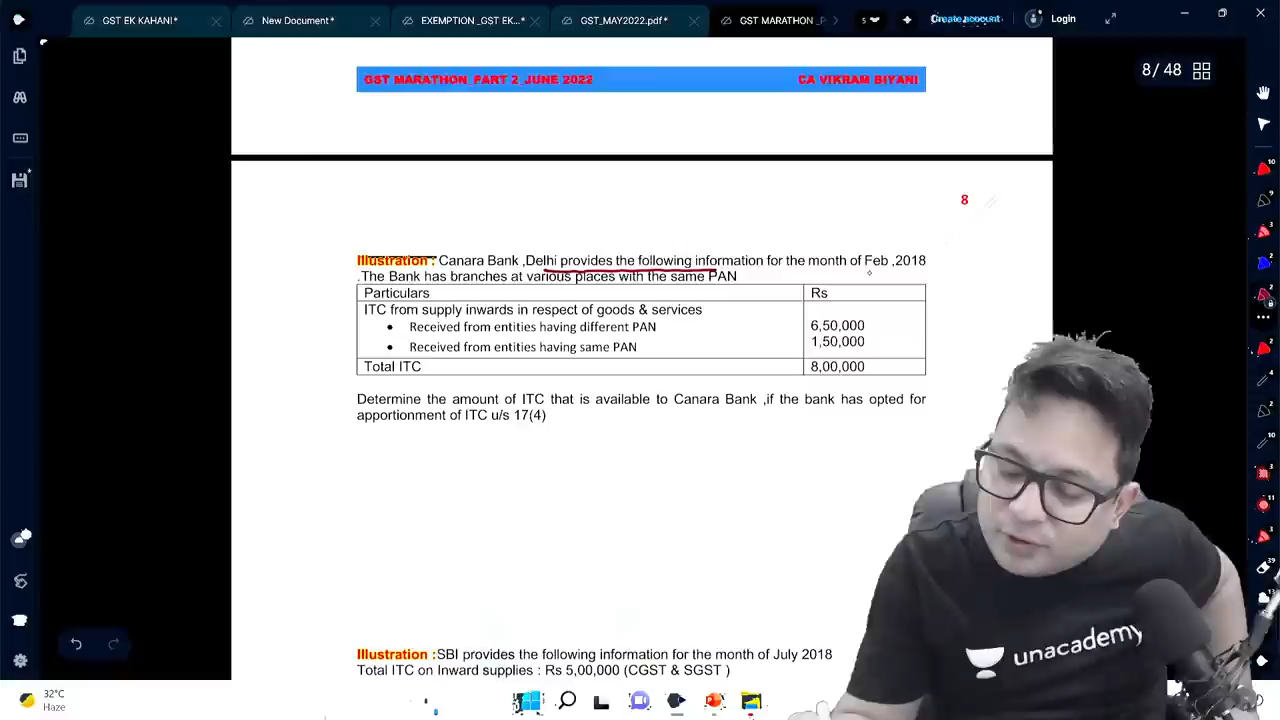 GST EK KAHANI*
New Document*
EXEMPTION _GST EK...*
GST_MAY2022.pdf*
GST MARATHON _P
5
Create account
Login
8/ 48
GST MARATHON_PART 2_JUNE 2022
CA VIKRAM BIYANI
8
Illustration : Canara Bank ,Delhi provides the following information for the month of Feb ,2018
.The Bank has branches at various places with the same PAN
Particulars Rs
ITC from supply inwards in respect of goods & services
• Received from entities having different PAN 6,50,000
• Received from entities having same PAN 1,50,000
Total ITC 8,00,000
Determine the amount of ITC that is available to Canara Bank ,if the bank has opted for
apportionment of ITC u/s 17(4)
Illustration :SBI provides the following information for the month of July 2018
Total ITC on Inward supplies : Rs 5,00,000 (CGST & SGST )
unacademy
32°C
Haze